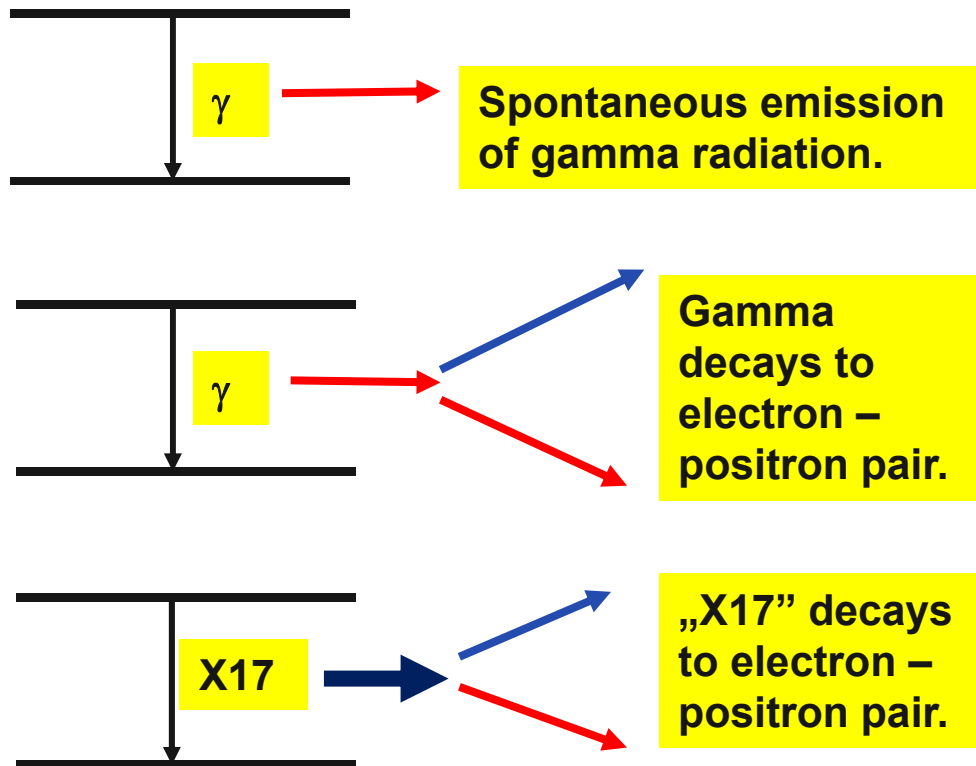 γ
Spontaneous emission
of gamma radiation.
γ
Gamma
decays to
electron –
positron pair.
X17
„X17” decays
to electron –
positron pair.